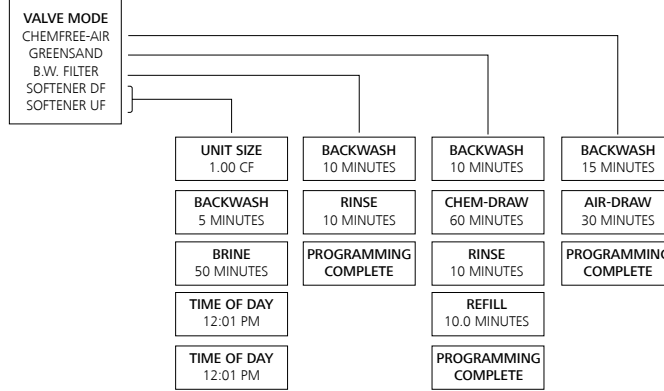 VALVE MODE
CHEMFREE-AIR
GREENSAND
B.W. FILTER
SOFTENER DF
SOFTENER UF
UNIT SIZE
1.00 CF
BACKWASH
5 MINUTES
BRINE
50 MINUTES
TIME OF DAY
12:01 PM
TIME OF DAY
12:01 PM
BACKWASH
10 MINUTES
RINSE
10 MINUTES
PROGRAMMING
COMPLETE
BACKWASH
10 MINUTES
CHEM-DRAW
60 MINUTES
RINSE
10 MINUTES
REFILL
10.0 MINUTES
PROGRAMMING
COMPLETE
BACKWASH
15 MINUTES
AIR-DRAW
30 MINUTES
PROGRAMMING
COMPLETE